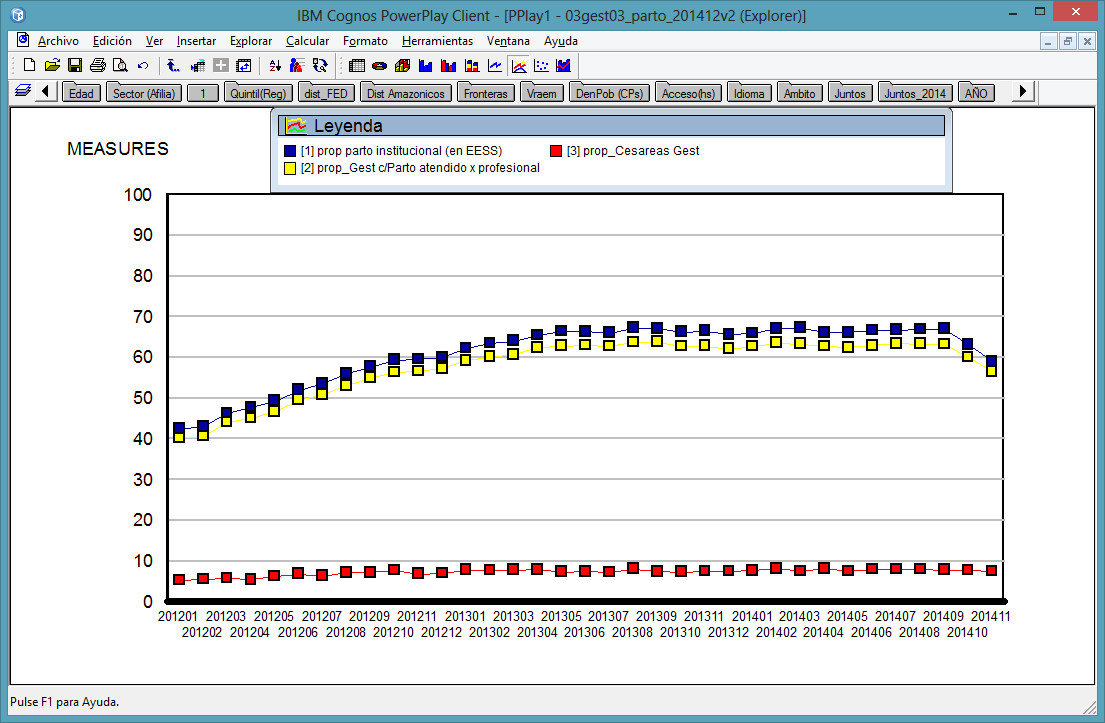 IBM Cognos PowerPlay Client - [PPlay1 - 03gest03_parto_201412v2 (Explorer)]
Archivo Edición Ver Insertar Explorar Calcular Formato Herramientas Ventana Ayuda
Edad Sector (Afilia) 1 Quintil(Reg) dist_FED Dist Amazonicos Fronteras Vraem DenPob (CPs) Acceso(hs) Idioma Ambito Juntos Juntos_2014 AÑO
Leyenda
MEASURES
[1] prop parto institucional (en EESS) [3] prop_Cesareas Gest
[2] prop_Gest c/Parto atendido x profesional
100
90
80
70
60
50
40
30
20
10
0
201201 201203 201205 201207 201209 201211 201301 201303 201305 201307 201309 201311 201401 201403 201405 201407 201409 201411
201202 201204 201206 201208 201210 201212 201302 201304 201306 201308 201310 201312 201402 201404 201406 201408 201410
Pulse F1 para Ayuda.